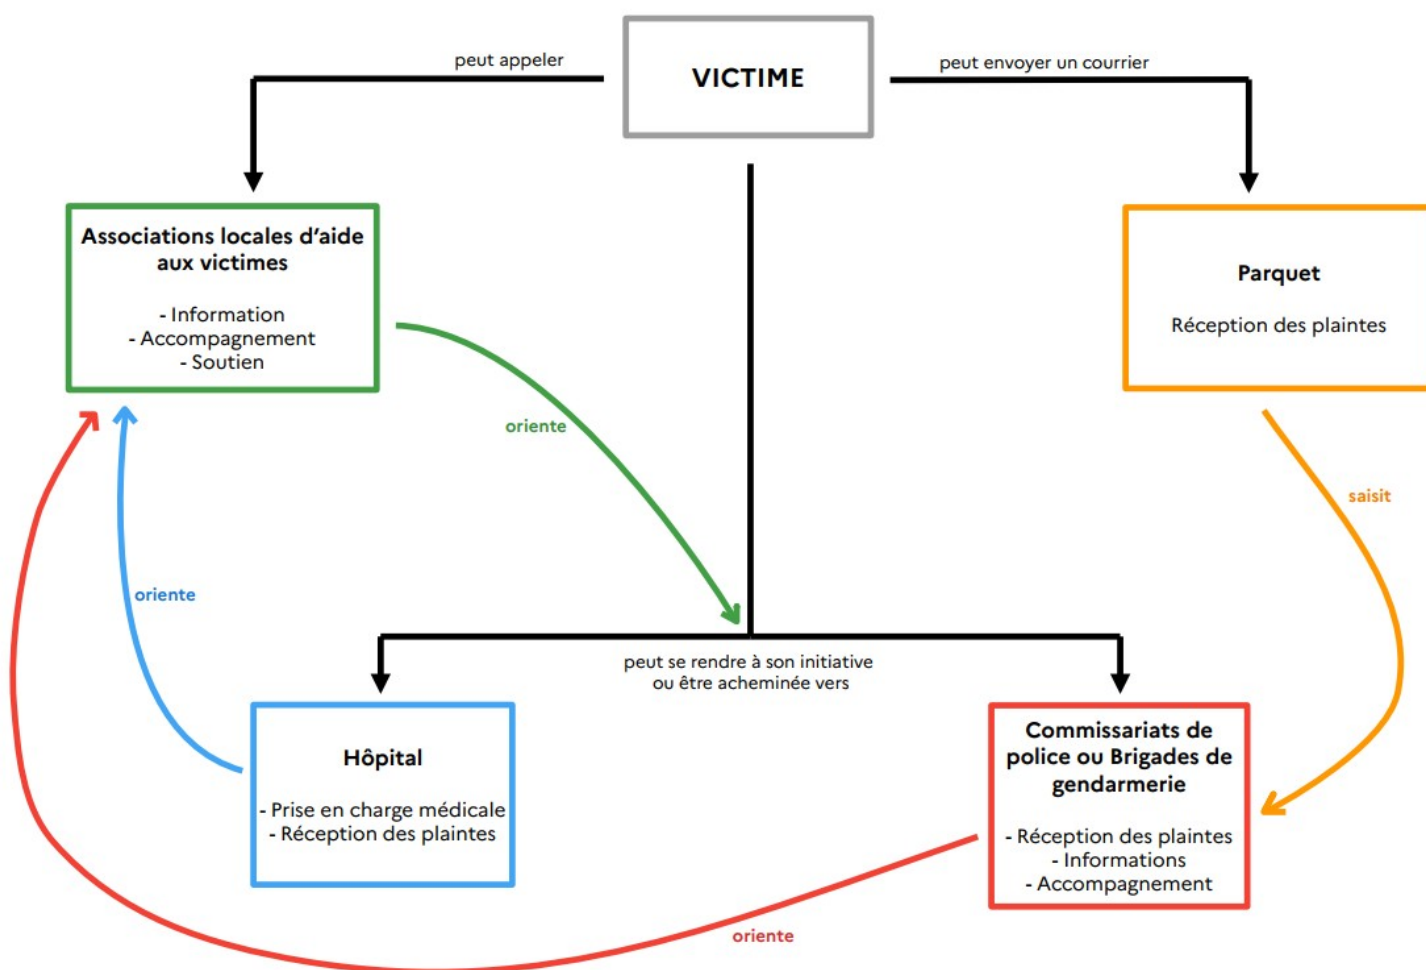 peut appeler
VICTIME
peut envoyer un courrier
Associations locales d'aide
aux victimes
- Information
- Accompagnement
- Soutien
Parquet
Réception des plaintes
oriente
saisit
oriente
peut se rendre à son initiative
ou être acheminée vers
Hôpital
- Prise en charge médicale
- Réception des plaintes
Commissariats de
police ou Brigades de
gendarmerie
- Réception des plaintes
- Informations
- Accompagnement
oriente